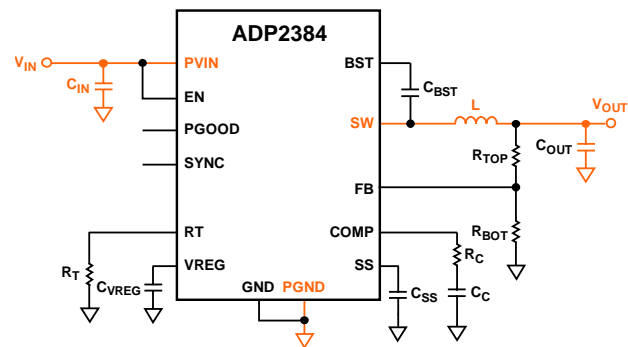 ADP2384
VIN
CIN
PVIN
EN
PGOOD
SYNC
RT
VREG
GND
PGND
BST
SW
FB
COMP
SS
CBST
L
VOUT
COUT
RTOP
RBOT
RC
CC
CSS
RT
CVREG